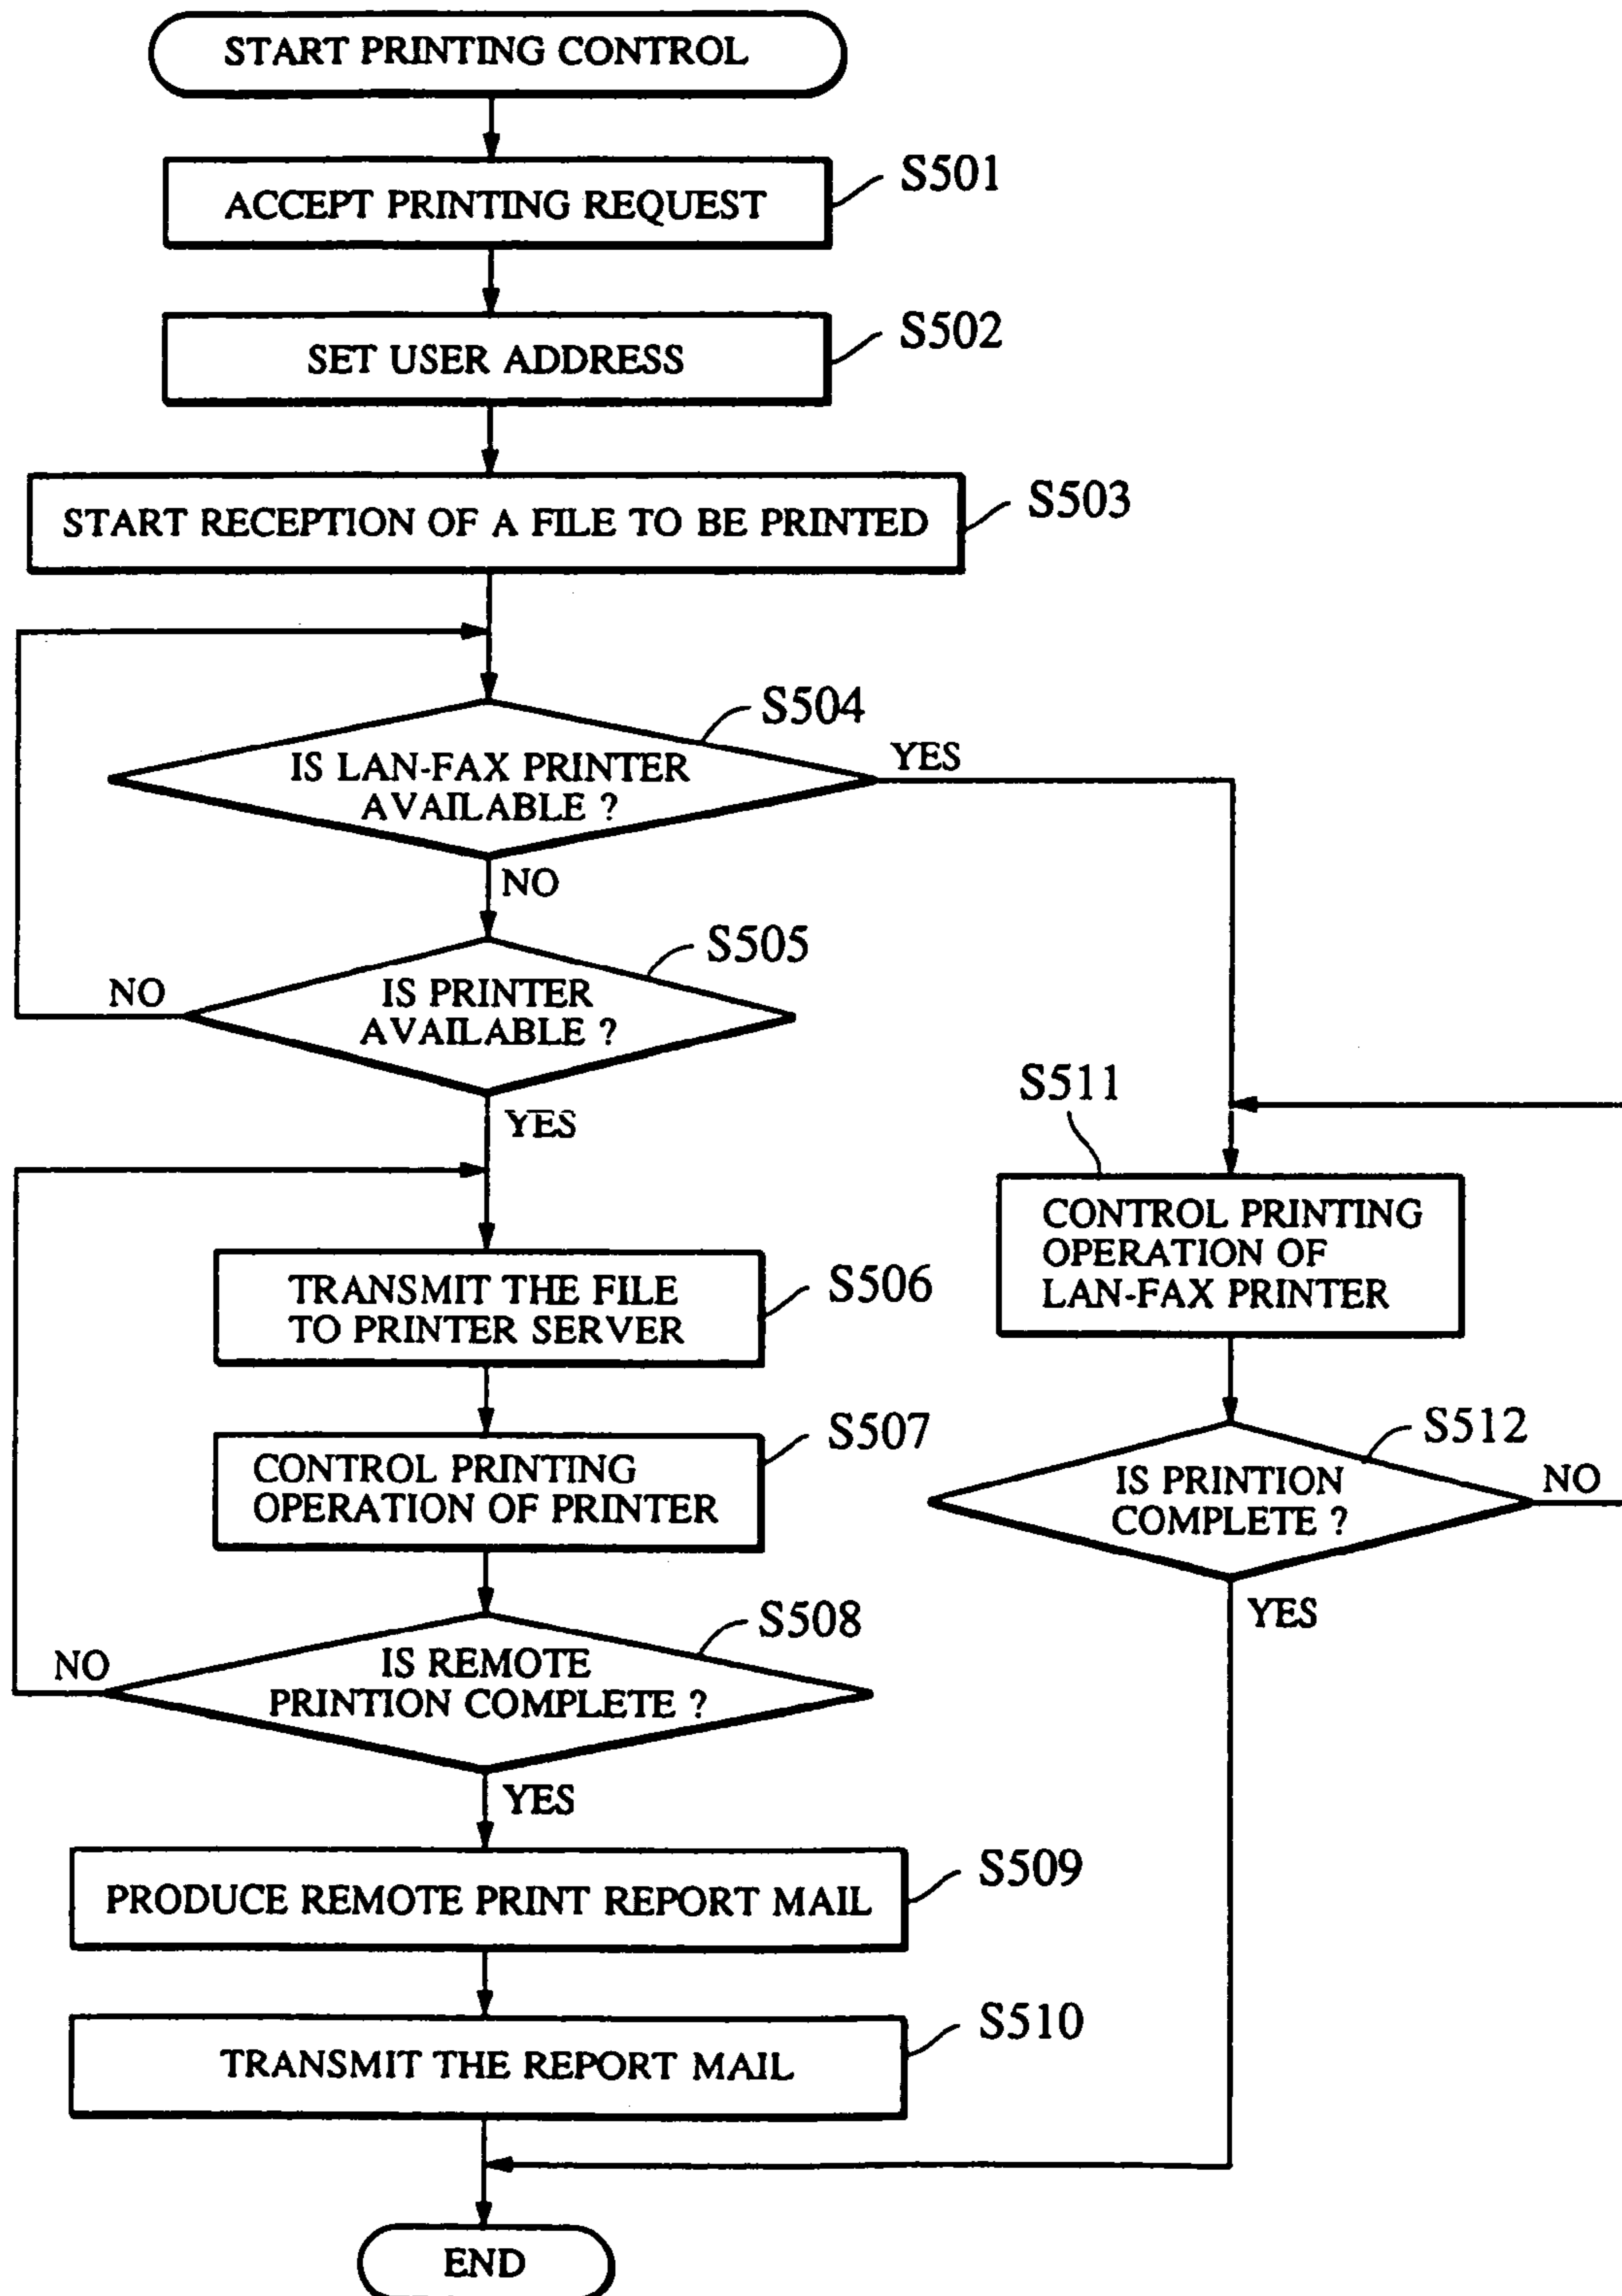 START PRINTING CONTROL
ACCEPT PRINTING REQUEST
S501
SET USER ADDRESS
S502
START RECEPTION OF A FILE TO BE PRINTED
S503
S504
IS LAN-FAX PRINTER
AVAILABLE ?
YES
NO
S505
IS PRINTER
AVAILABLE ?
NO
YES
S506
TRANSMIT THE FILE
TO PRINTER SERVER
S507
CONTROL PRINTING
OPERATION OF PRINTER
S508
IS REMOTE
PRINTION COMPLETE ?
NO
YES
S509
PRODUCE REMOTE PRINT REPORT MAIL
S510
TRANSMIT THE REPORT MAIL
S511
CONTROL PRINTING
OPERATION OF
LAN-FAX PRINTER
S512
IS PRINTION
COMPLETE ?
NO
YES
END